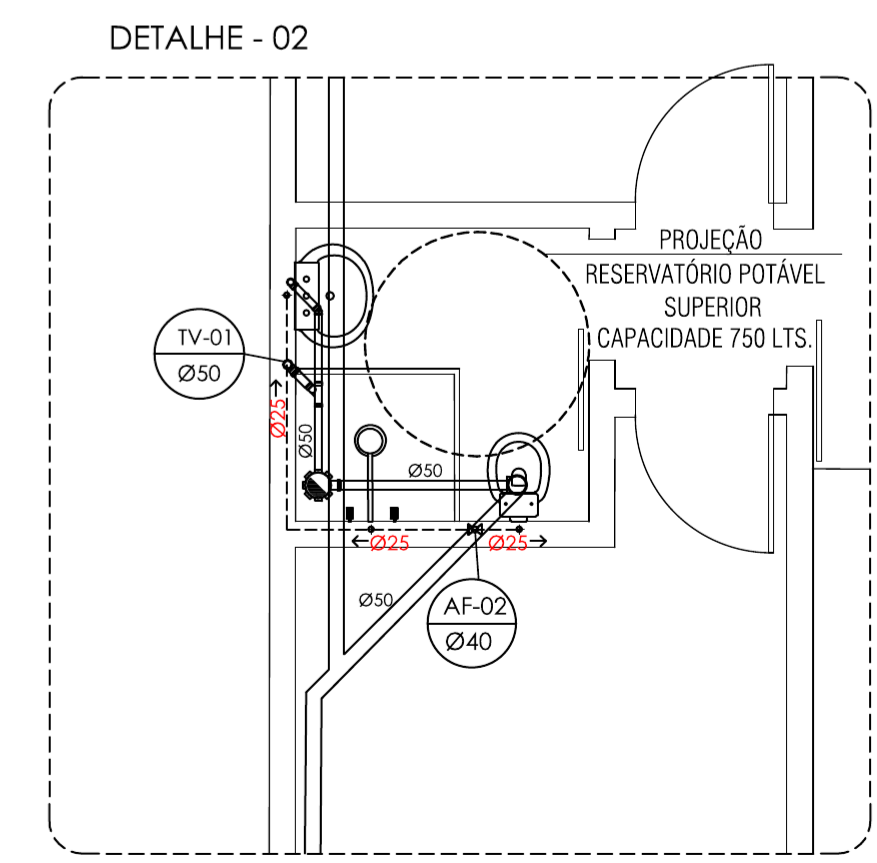 DETALHE - 02
PROJEÇÃO
RESERVATÓRIO POTÁVEL
SUPERIOR
CAPACIDADE 750 LTS.
TV-01
Ø50
Ø25
Ø50
Ø50
Ø25
Ø25
Ø50
AF-02
Ø40